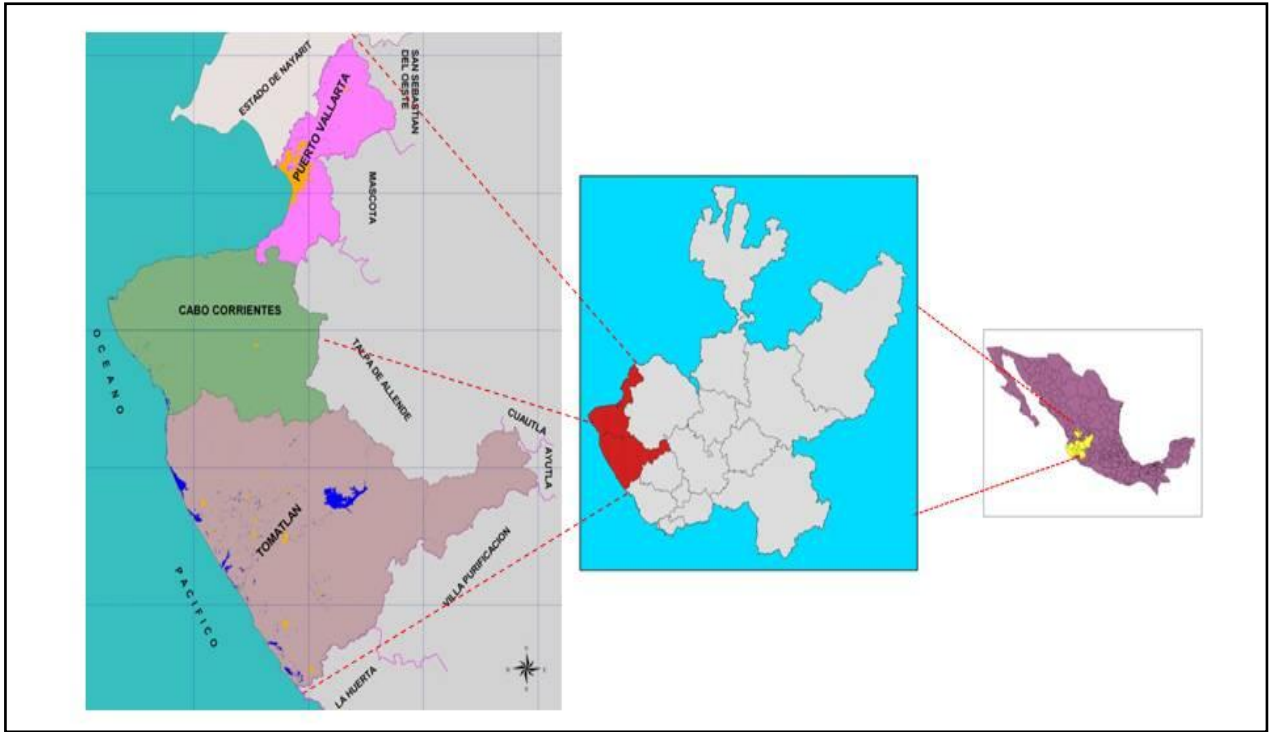 ESTADO DE NAYARIT
SAN SEBASTIAN
DEL OESTE
PUERTO VALLARTA
MASCOTA
CABO CORRIENTES
OCEANO
TALPA DE ALLENDE
CUAUTLA
AYUTLA
TOMATLAN
VILLA PURIFICACION
PACIFICO
LA HUERTA